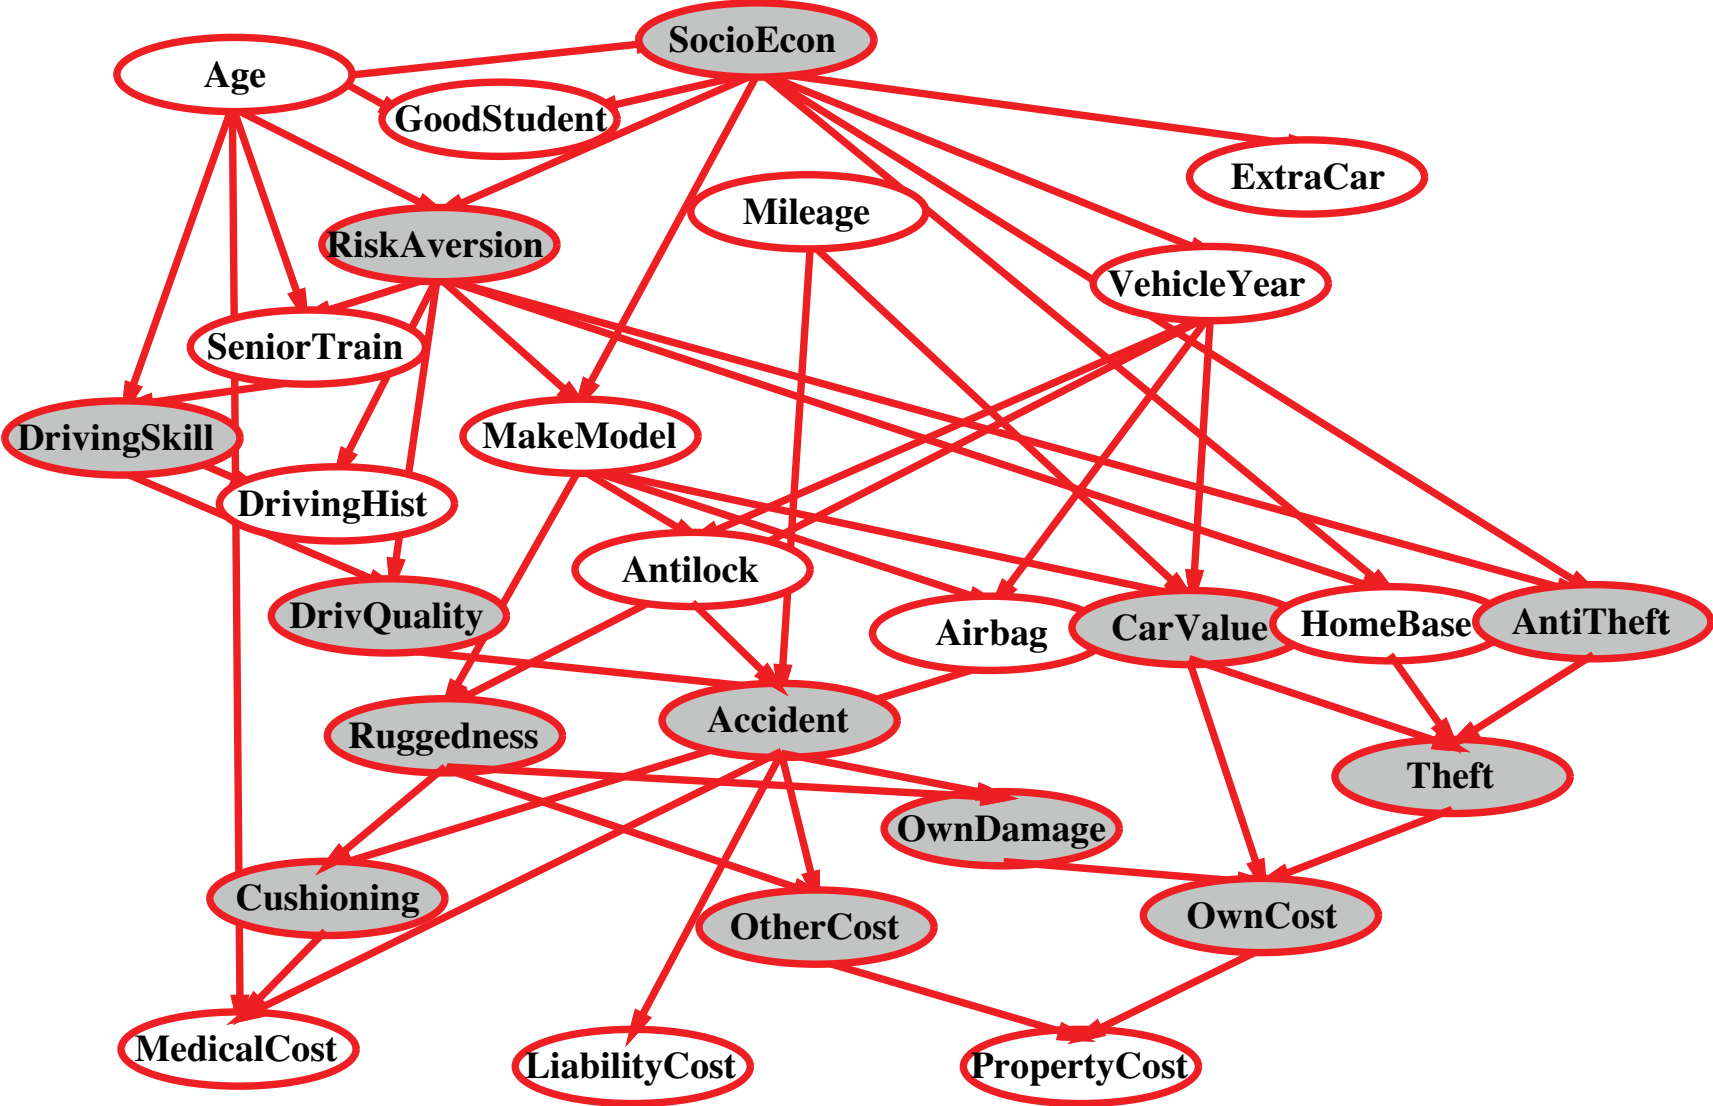 SocioEcon
Age
GoodStudent
ExtraCar
Mileage
RiskAversion
VehicleYear
SeniorTrain
DrivingSkill
MakeModel
DrivingHist
Antilock
DrivQuality
Airbag
CarValue
HomeBase
AntiTheft
Ruggedness
Accident
Theft
OwnDamage
Cushioning
OtherCost
OwnCost
MedicalCost
LiabilityCost
PropertyCost